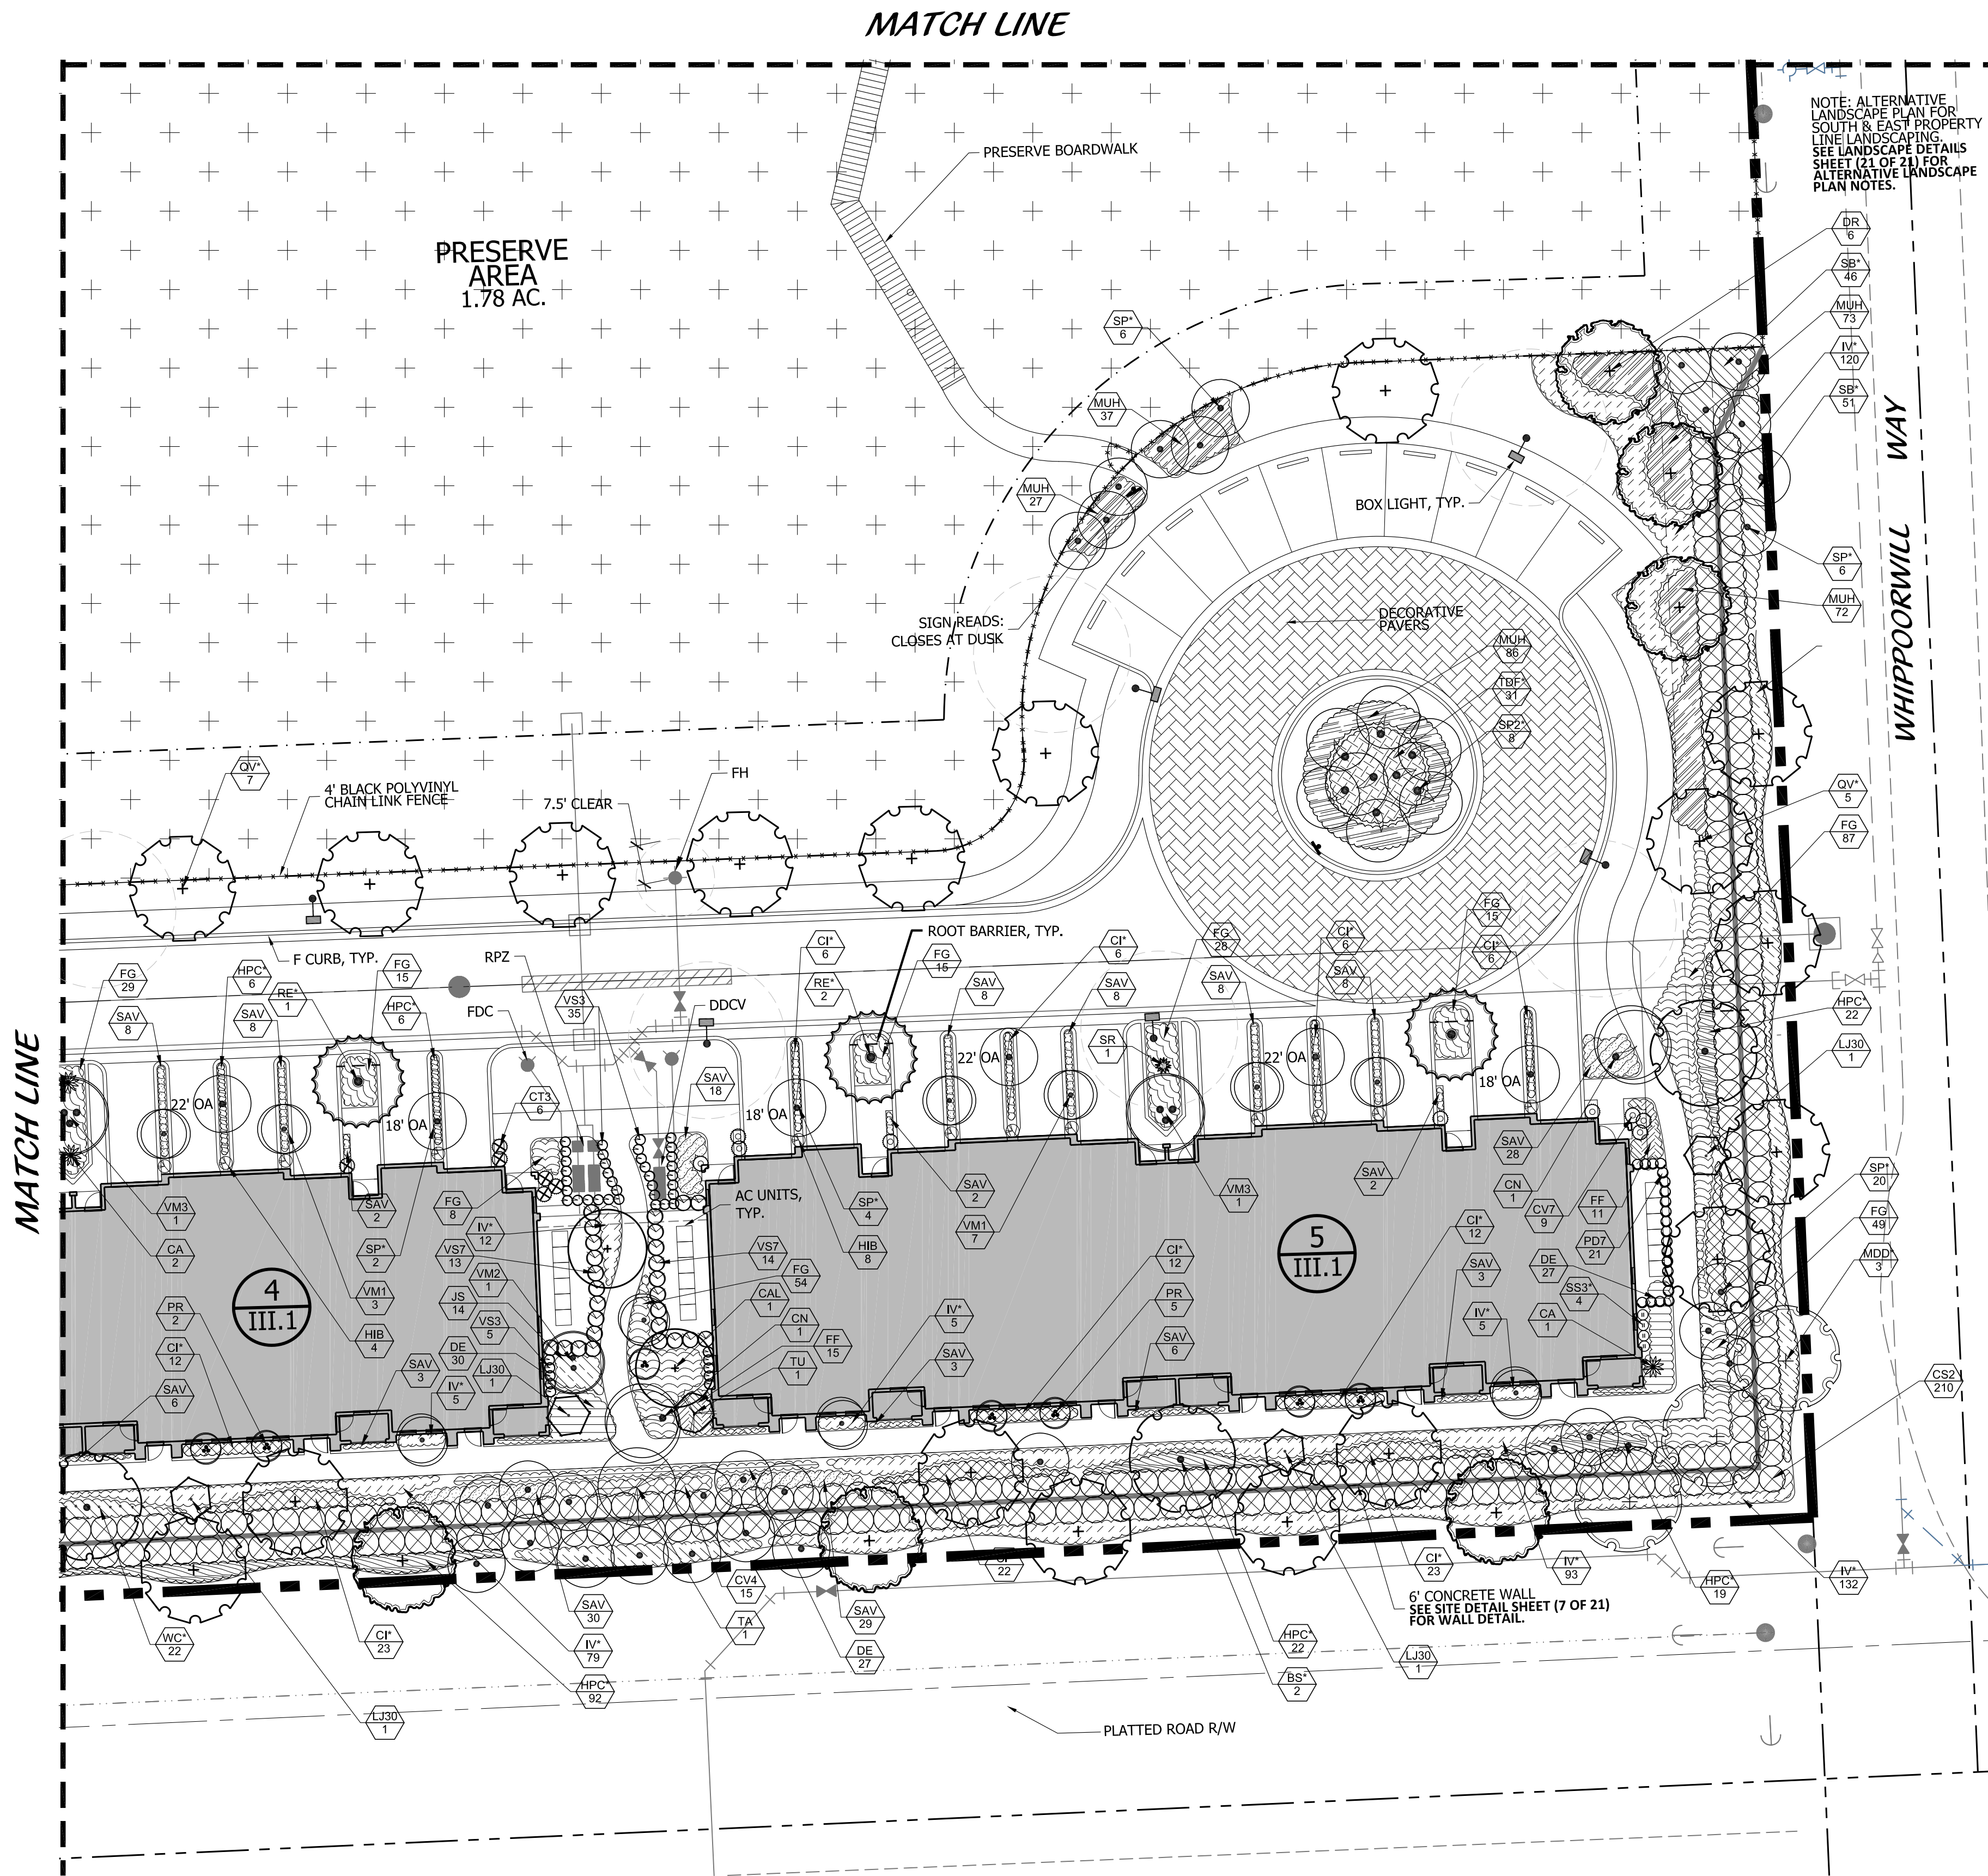 MATCH LINE
NOTE: ALTERNATIVE
LANDSCAPE PLAN FOR
SOUTH & EAST PROPERTY
LINE LANDSCAPING.
SEE LANDSCAPE DETAILS
SHEET (21 OF 21) FOR
ALTERNATIVE LANDSCAPE
PLAN NOTES.
PRESERVE BOARDWALK
PRESERVE
AREA
1.78 AC.
DR
6
SB*
46
MUH
73
IV*
120
SB*
51
SP*
6
MUH
37
MUH
27
BOX LIGHT, TYP.
WHIPPOORWILL WAY
SP*
6
MUH
72
SIGN READS:
CLOSES AT DUSK
DECORATIVE
PAVERS
MUH
86
TDF*
31
SP2*
8
QV*
7
4' BLACK POLYVINYL
CHAIN LINK FENCE
7.5' CLEAR
FH
QV*
5
FG
87
F CURB, TYP.
RPZ
ROOT BARRIER, TYP.
FDC
DDCV
FG
29
SAV
8
HPC*
6
SAV
8
RE*
1
FG
15
HPC*
6
VS3
35
CI*
6
RE*
2
FG
15
SAV
8
CI*
6
SAV
8
FG
28
SAV
8
CI*
6
SAV
8
FG
15
CI*
6
HPC*
22
LJ30
1
SR
1
SAV
18
CT3
6
22' OA
18' OA
18' OA
22' OA
22' OA
18' OA
MATCH LINE
VM3
1
CA
2
SAV
2
SP*
2
FG
8
IV*
12
VS7
13
VM2
1
JS
14
VS3
5
DE
30
LJ30
1
VM1
3
HIB
4
PR
2
CI*
12
SAV
6
SAV
3
IV*
5
4
III.1
AC UNITS,
TYP.
VS7
14
FG
54
CAL
1
CN
1
FF
15
TU
1
SP*
4
HIB
8
SAV
2
VM1
7
IV*
5
SAV
3
CI*
12
PR
5
SAV
6
VM3
1
5
III.1
SAV
2
CI*
12
SAV
3
IV*
5
SAV
28
CN
1
CV7
9
FF
11
PD7
21
DE
27
SS3*
4
CA
1
SP*
20
FG
49
MDD*
3
CS2
210
WC*
22
CI*
23
LJ30
1
HPC*
92
IV*
79
SAV
30
TA
1
CV4
15
SAV
29
DE
27
22
HPC*
22
BS*
2
LJ30
1
CI*
23
6' CONCRETE WALL
SEE SITE DETAIL SHEET (7 OF 21)
FOR WALL DETAIL.
IV*
93
HPC*
19
IV*
132
PLATTED ROAD R/W